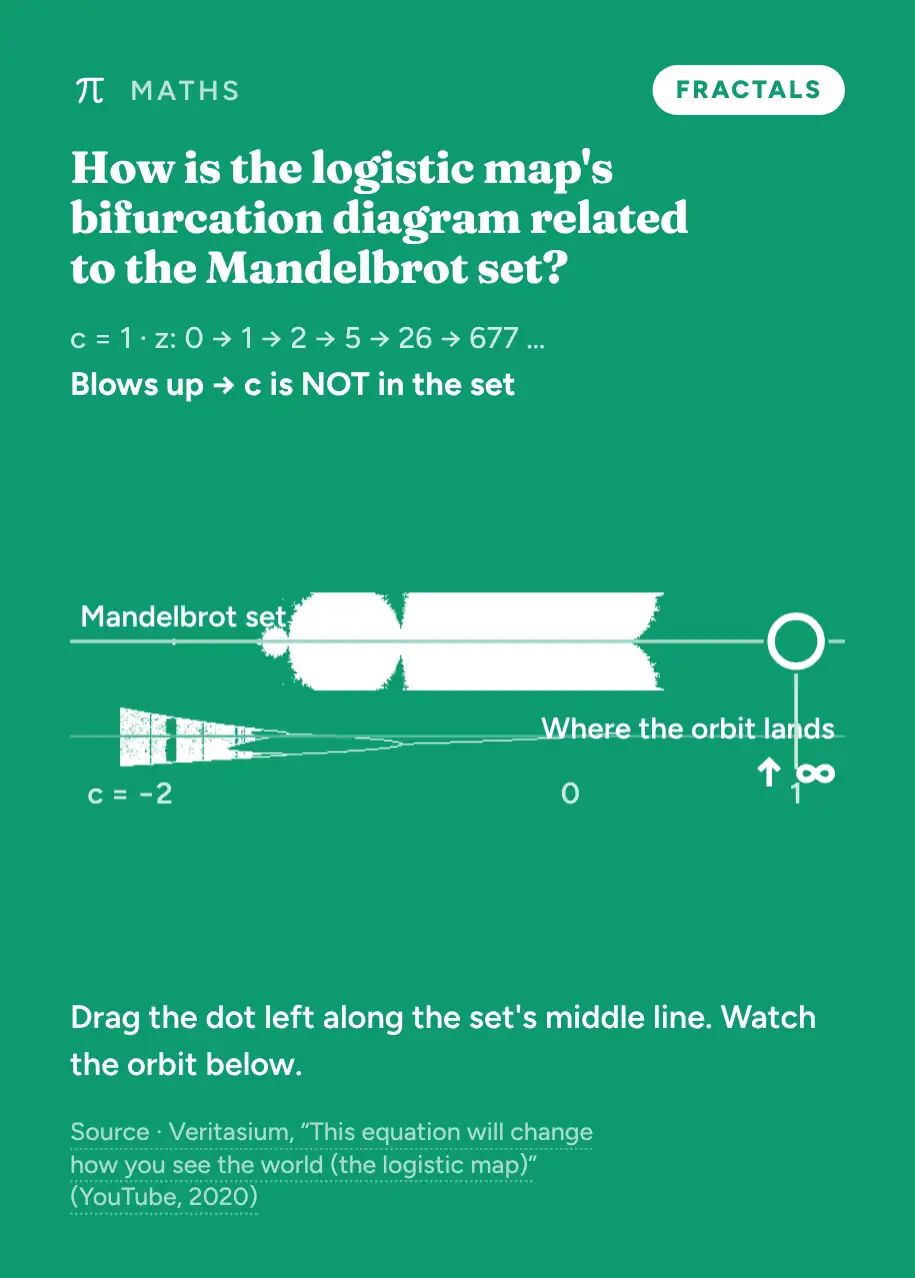 π MATHS
FRACTALS
How is the logistic map's
bifurcation diagram related
to the Mandelbrot set?
c = 1 · z: 0 → 1 → 2 → 5 → 26 → 677 ...
Blows up → c is NOT in the set
Mandelbrot set
Where the orbit lands
↑ ∞
c = −2
0
1
Drag the dot left along the set's middle line. Watch
the orbit below.
Source · Veritasium, “This equation will change
how you see the world (the logistic map)”
(YouTube, 2020)